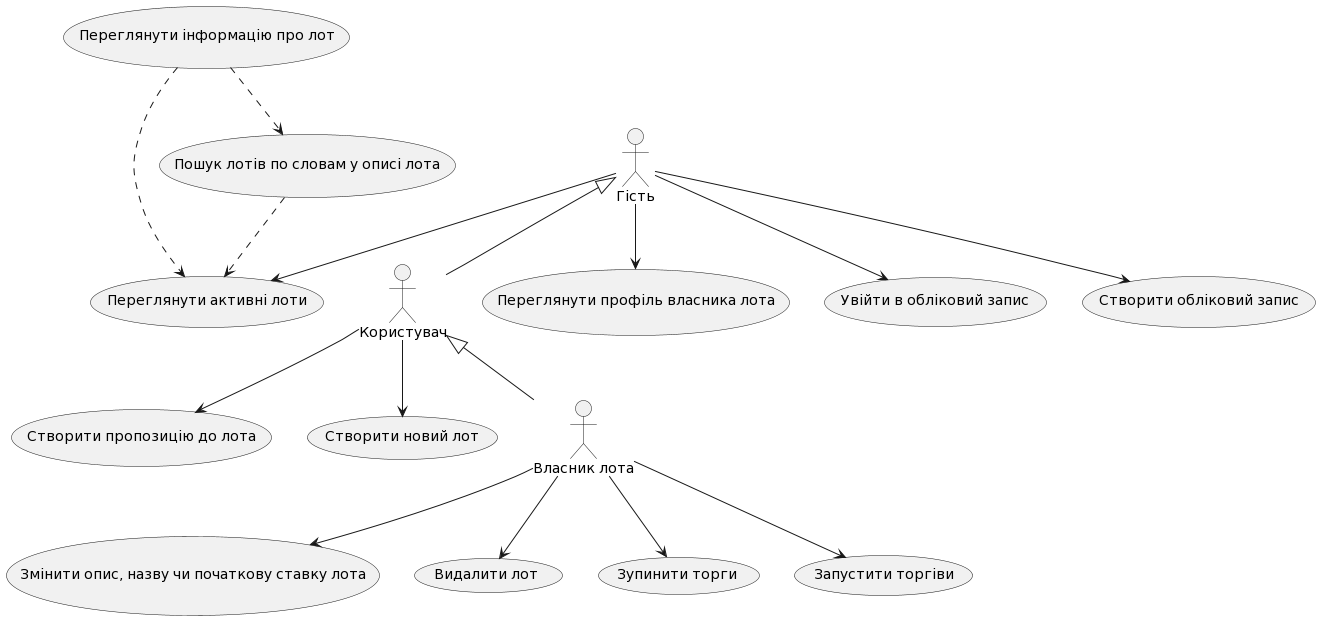 Переглянути інформацію про лот
Пошук лотів по словам у описі лота
Гість
Переглянути активні лоти
Користувач
Переглянути профіль власника лота
Увійти в обліковий запис
Створити обліковий запис
Створити пропозицію до лота
Створити новий лот
Власник лота
Змінити опис, назву чи початкову ставку лота
Видалити лот
Зупинити торги
Запустити торгіви